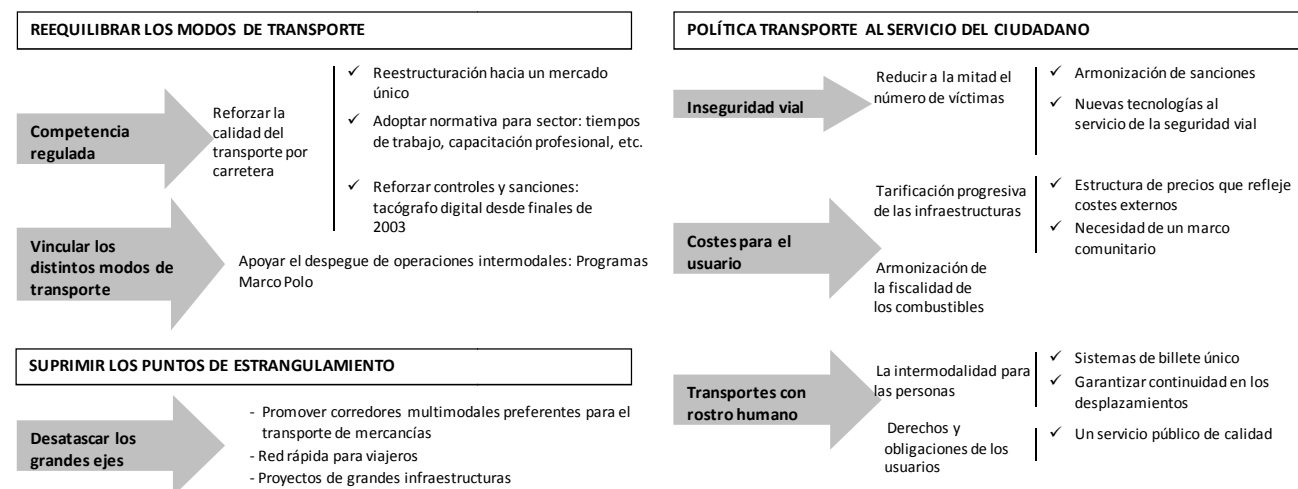 REEQUILIBRAR LOS MODOS DE TRANSPORTE
Competencia
regulada
Reforzar la
calidad del
transporte por
carretera
✓ Reestructuración hacia un mercado
único
✓ Adoptar normativa para sector: tiempos
de trabajo, capacitación profesional, etc.
✓ Reforzar controles y sanciones:
tacógrafo digital desde finales de
2003
Vincular los
distintos modos de
transporte
Apoyar el despegue de operaciones intermodales: Programas
Marco Polo
SUPRIMIR LOS PUNTOS DE ESTRANGULAMIENTO
Desatascar los
grandes ejes
- Promover corredores multimodales preferentes para el
transporte de mercancías
- Red rápida para viajeros
- Proyectos de grandes infraestructuras
POLÍTICA TRANSPORTE AL SERVICIO DEL CIUDADANO
Inseguridad vial
Reducir a la mitad el
número de víctimas
✓ Armonización de sanciones
✓ Nuevas tecnologías al
servicio de la seguridad vial
Costes para el
usuario
Tarificación progresiva
de las infraestructuras
✓ Estructura de precios que refleje
costes externos
✓ Necesidad de un marco
comunitario
Armonización de
la fiscalidad de
los combustibles
Transportes con
rostro humano
La intermodalidad para
las personas
✓ Sistemas de billete único
✓ Garantizar continuidad en los
desplazamientos
Derechos y
obligaciones de los
usuarios
✓ Un servicio público de calidad